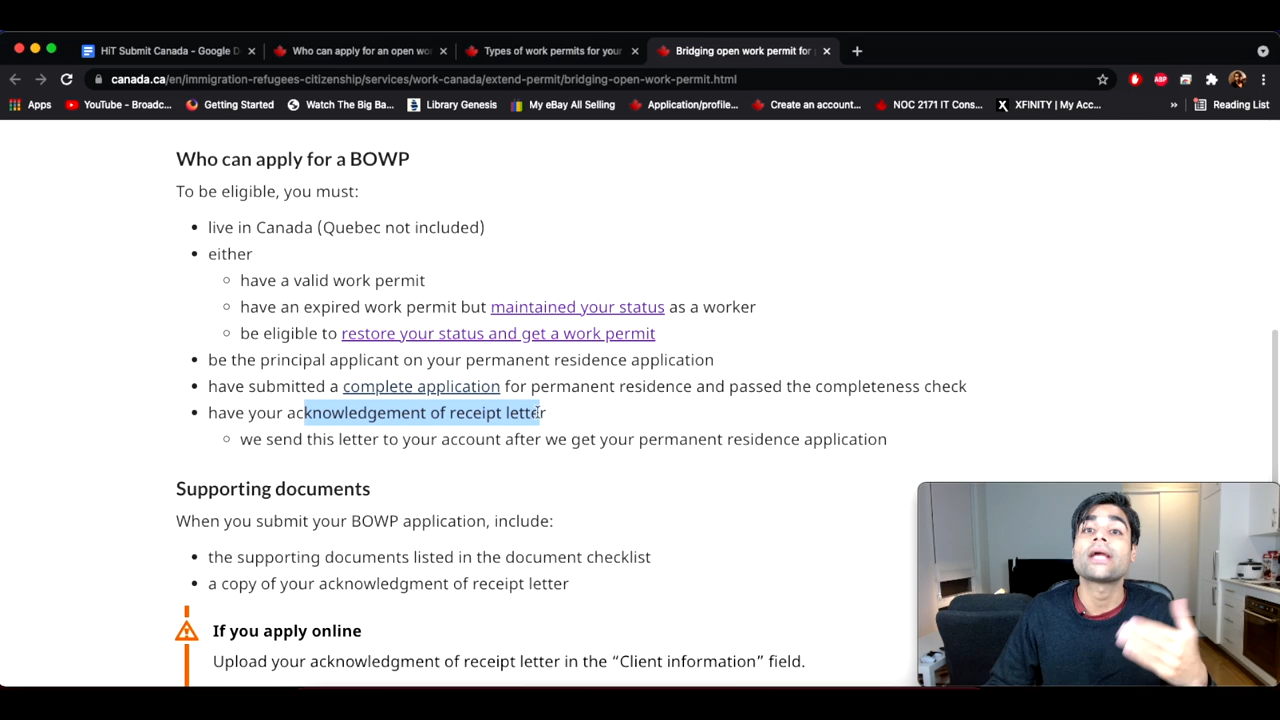 HiT Submit Canada - Google D
Who can apply for an open wo
Types of work permits for your
Bridging open work permit for
canada.ca/en/immigration-refugees-citizenship/services/work-canada/extend-permit/bridging-open-work-permit.html
ABP
Apps
YouTube - Broadc...
Getting Started
Watch The Big Ba...
Library Genesis
My eBay All Selling
Application/profile...
Create an account...
NOC 2171 IT Cons...
X
XFINITY | My Acc...
»
Reading List
Who can apply for a BOWP
To be eligible, you must:
• live in Canada (Quebec not included)
• either
○ have a valid work permit
○ have an expired work permit but maintained your status as a worker
○ be eligible to restore your status and get a work permit
• be the principal applicant on your permanent residence application
• have submitted a complete application for permanent residence and passed the completeness check
• have your acknowledgement of receipt letter
○ we send this letter to your account after we get your permanent residence application
Supporting documents
When you submit your BOWP application, include:
• the supporting documents listed in the document checklist
• a copy of your acknowledgment of receipt letter
If you apply online
Upload your acknowledgment of receipt letter in the “Client information” field.